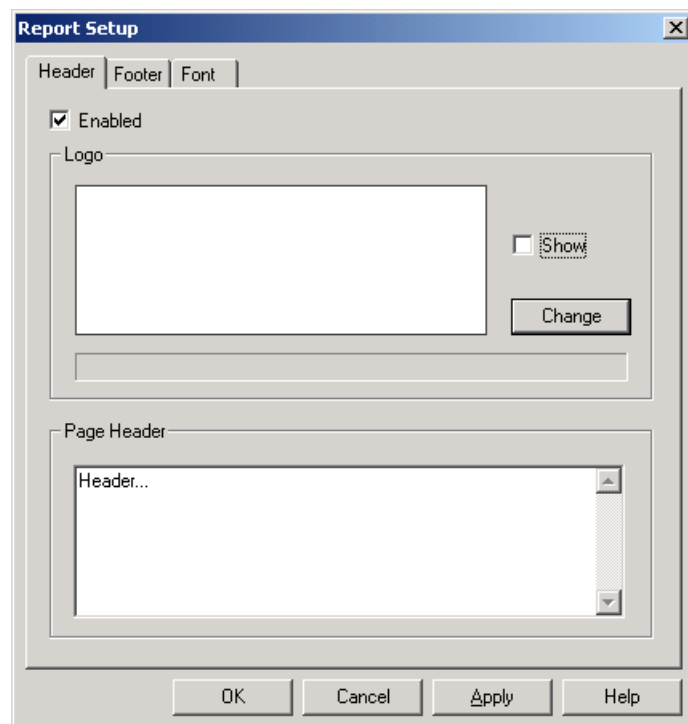 Report Setup
Header Footer Font
Enabled
Logo
Show
Change
Page Header
Header...
OK Cancel Apply Help